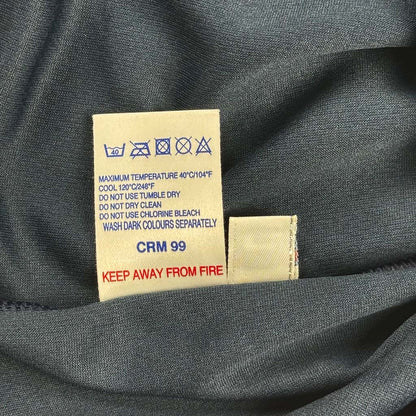 40
MAXIMUM TEMPERATURE 40°C/104°F
COOL 120°C/248°F
DO NOT USE TUMBLE DRY
DO NOT DRY CLEAN
DO NOT USE CHLORINE BLEACH
WASH DARK COLOURS SEPARATELY
CRM 99
KEEP AWAY FROM FIRE